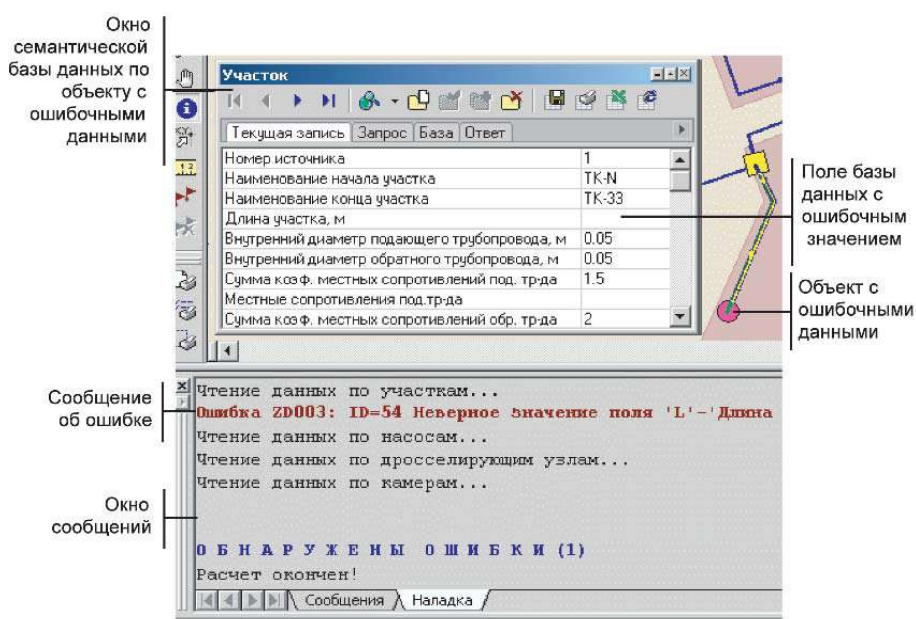 Окно
семантической
базы данных по
объекту с
ошибочными
данными
Участок
Текущая запись Запрос База Ответ
Номер источника 1
Наименование начала участка ТК-N
Наименование конца участка ТК-33
Длина участка, м
Внутренний диаметр подающего трубопровода, м 0.05
Внутренний диаметр обратного трубопровода, м 0.05
Сумма коэф. местных сопротивлений под. тр-да 1.5
Местные сопротивления под.тр-да
Сумма коэф. местных сопротивлений обр. тр-да 2
Поле базы
данных с
ошибочным
значением
Объект с
ошибочными
данными
Сообщение
об ошибке
Чтение данных по участкам...
Ошибка ZD003: ID=54 Неверное значение поля 'L'-'Длина
Чтение данных по насосам...
Чтение данных по дросселирующим узлам...
Чтение данных по камерам...
Окно
сообщений
О Б Н А Р У Ж Е Н Ы О Ш И Б К И (1)
Расчет окончен!
Сообщения Наладка